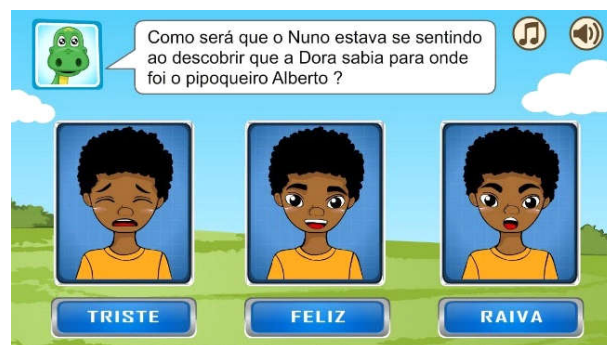 Como será que o Nuno estava se sentindo
ao descobrir que a Dora sabia para onde
foi o pipoqueiro Alberto ?
TRISTE
FELIZ
RAIVA